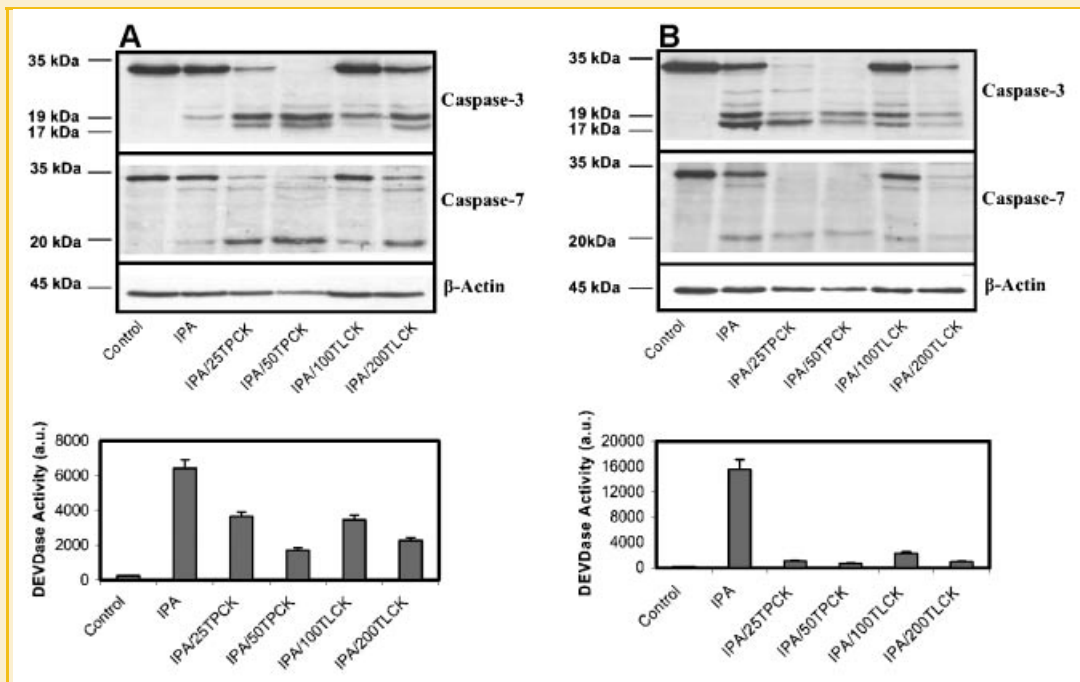 A
35 kDa
19 kDa
17 kDa
Caspase-3
35 kDa
20 kDa
Caspase-7
45 kDa
β-Actin
Control
IPA
IPA/25TPCK
IPA/50TPCK
IPA/100TLCK
IPA/200TLCK
DEVDase Activity (a.u.)
8000
6000
4000
2000
0
Control
IPA
IPA/25TPCK
IPA/50TPCK
IPA/100TLCK
IPA/200TLCK
B
35 kDa
19 kDa
17 kDa
Caspase-3
35 kDa
20kDa
Caspase-7
45 kDa
β-Actin
Control
IPA
IPA/25TPCK
IPA/50TPCK
IPA/100TLCK
IPA/200TLCK
DEVDase Activity (a.u.)
20000
16000
12000
8000
4000
0
Control
IPA
IPA/25TPCK
IPA/50TPCK
IPA/100TLCK
IPA/200TLCK